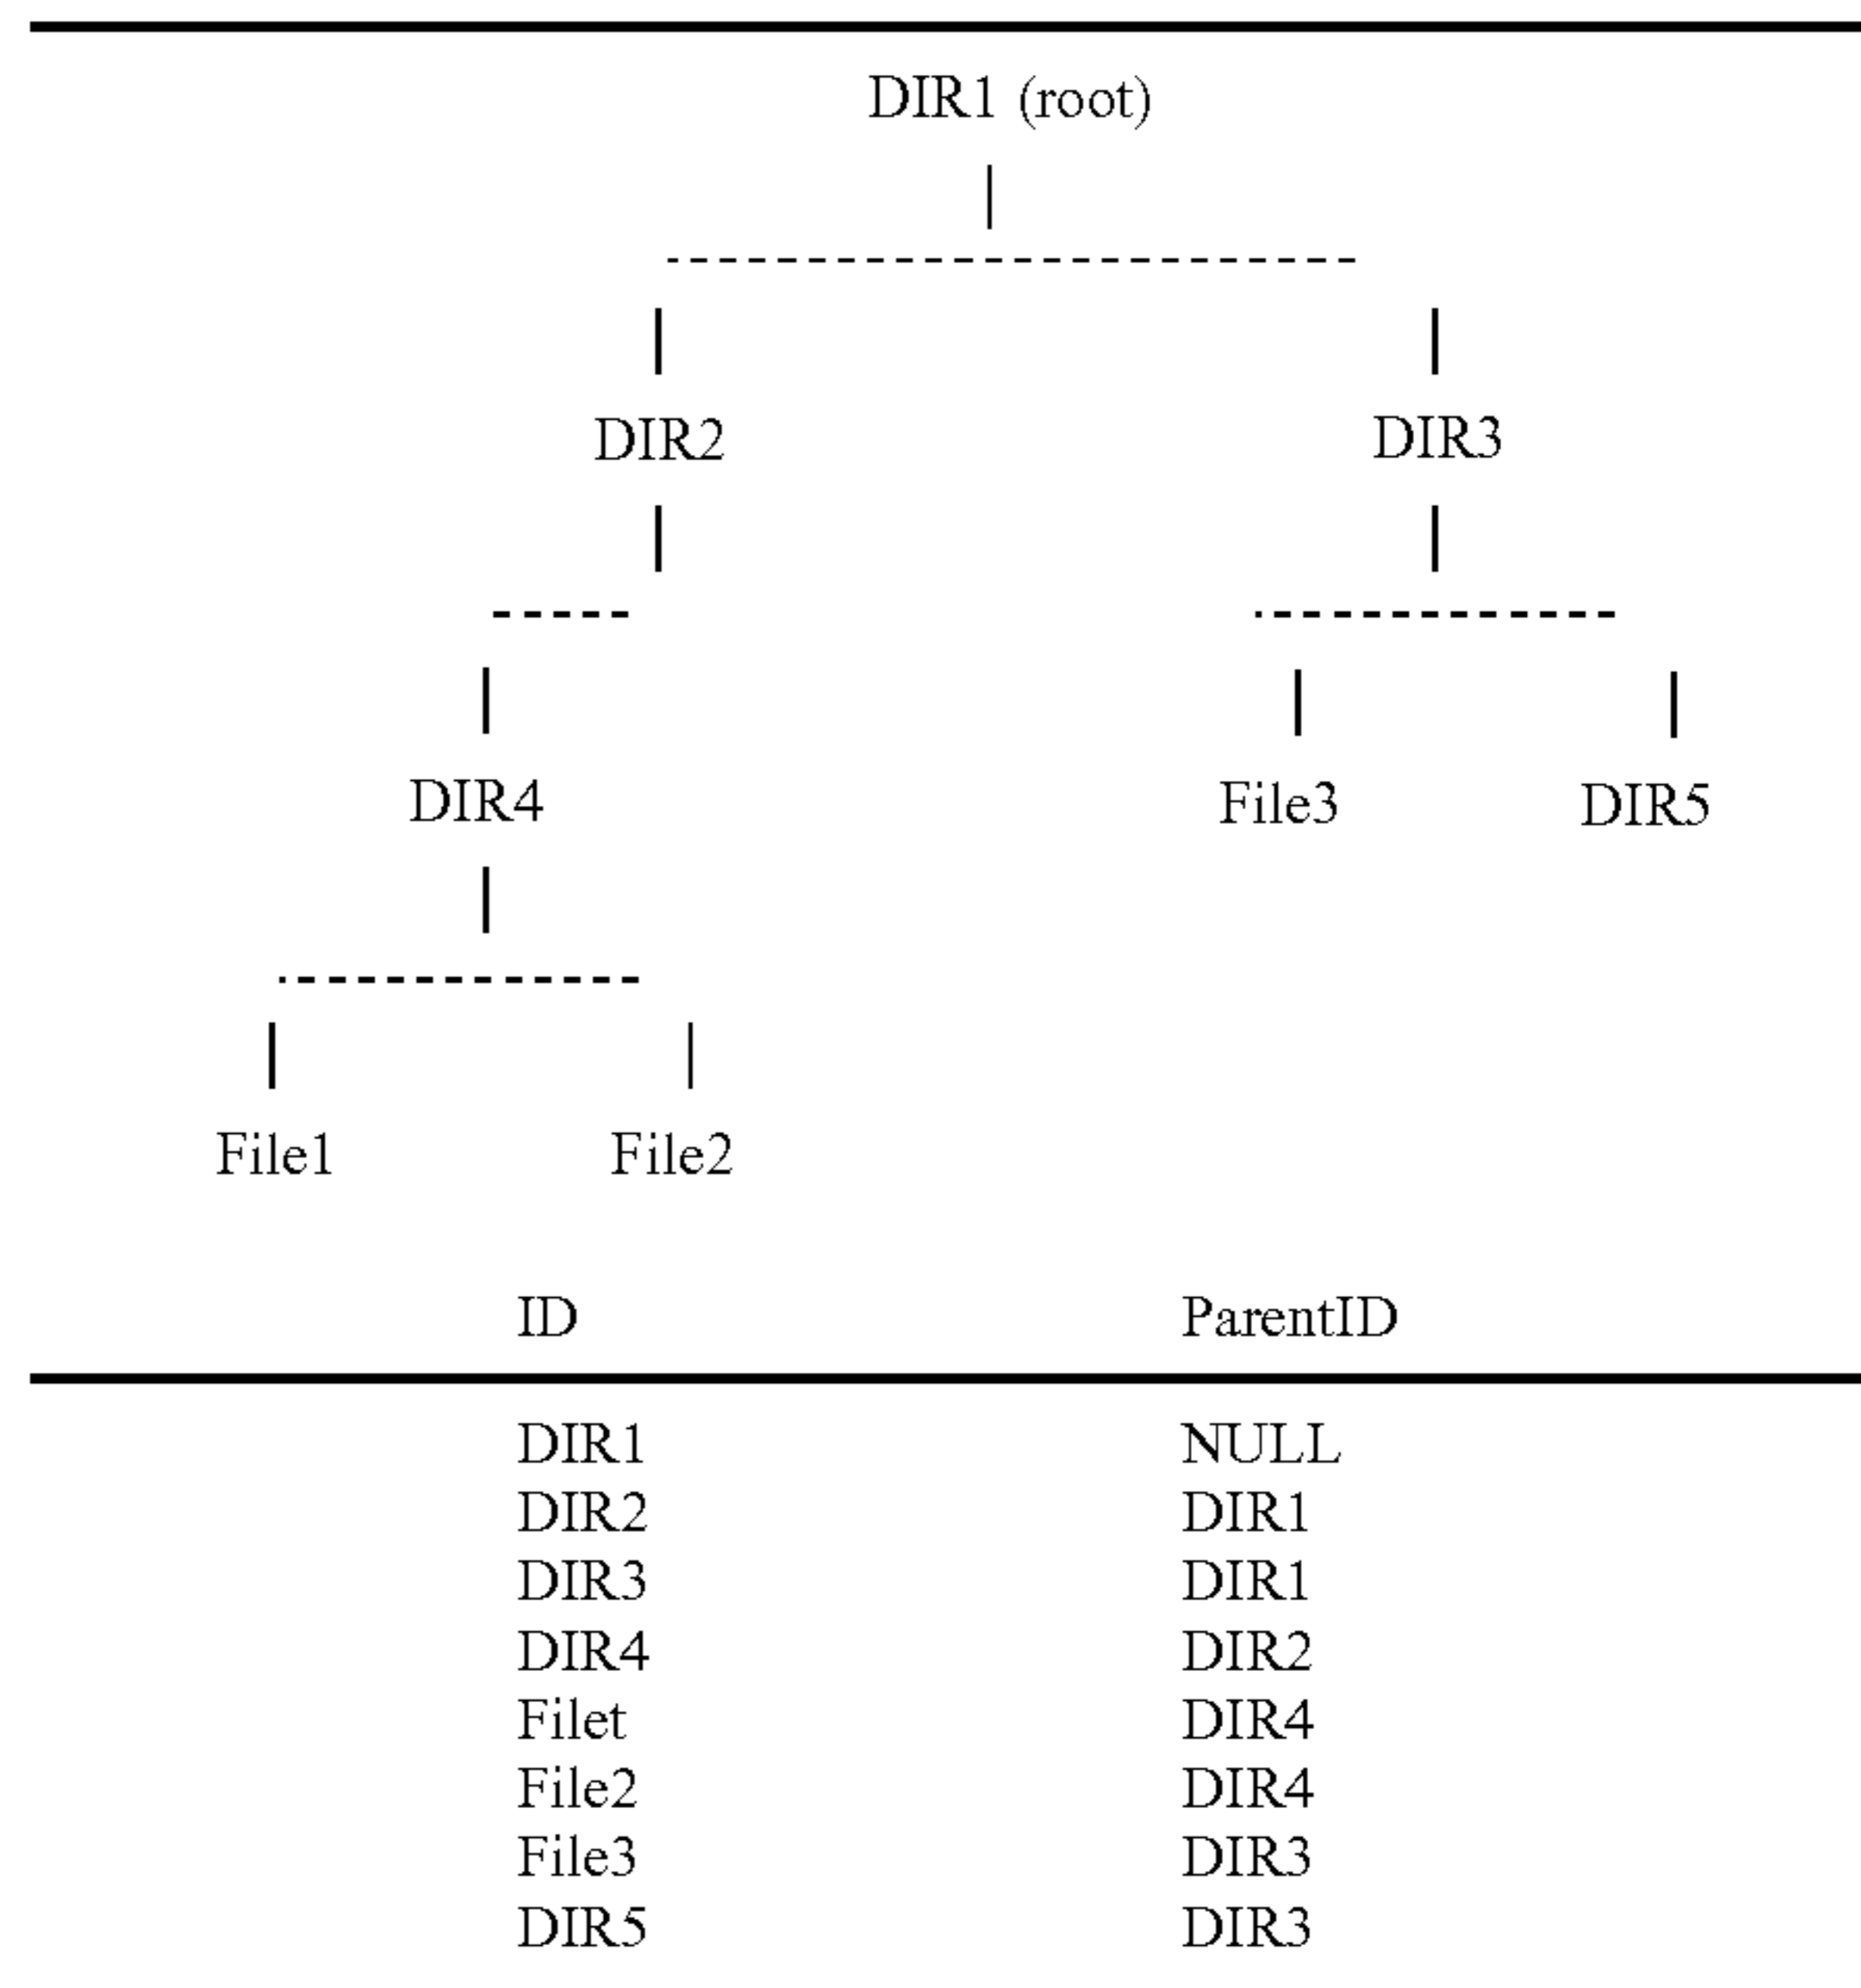 DIR1 (root)
DIR2 DIR3
DIR4 File3 DIR5
File1 File2
ID ParentID
DIR1 NULL
DIR2 DIR1
DIR3 DIR1
DIR4 DIR2
Filet DIR4
File2 DIR4
File3 DIR3
DIR5 DIR3